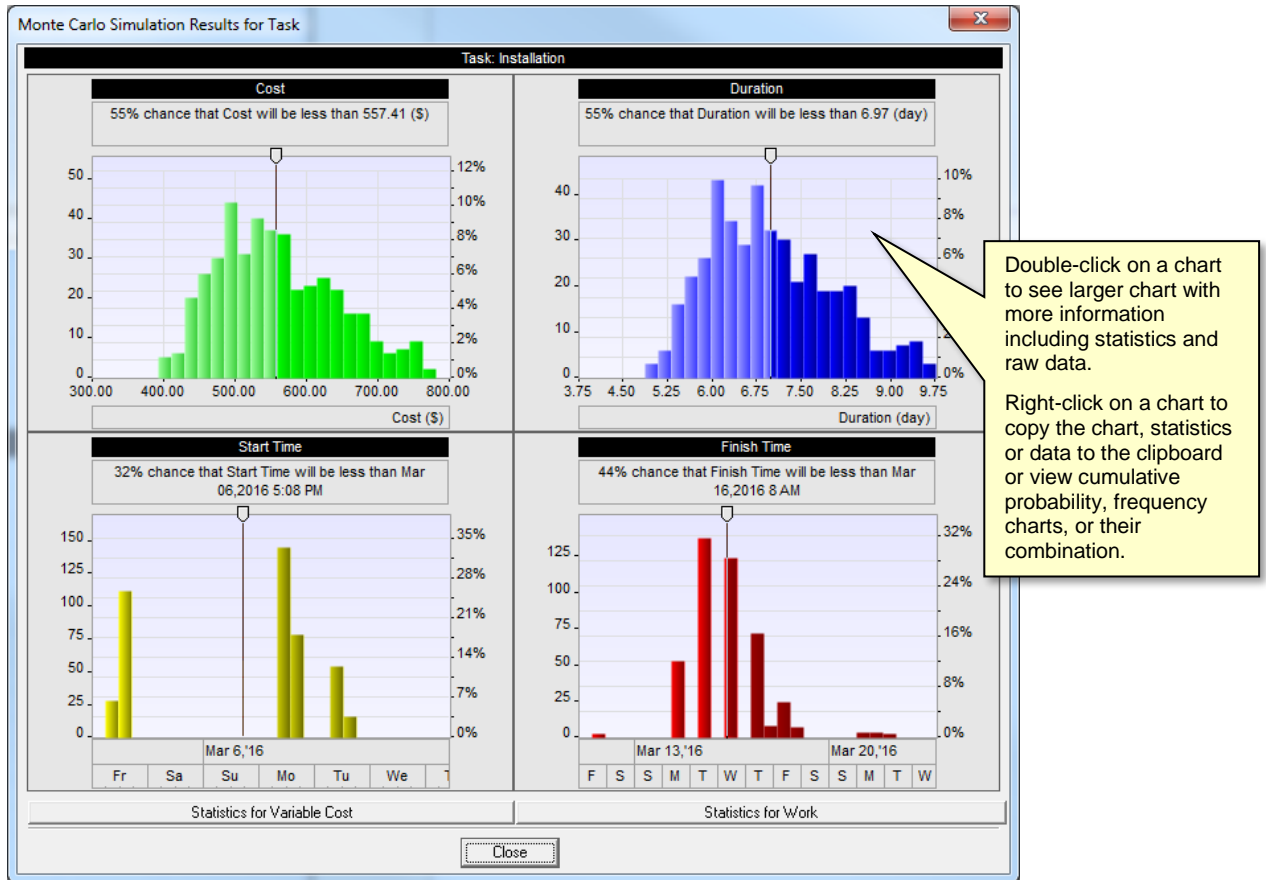 Monte Carlo Simulation Results for Task
x
Task: Installation
Cost
55% chance that Cost will be less than 557.41 ($)
50
40
30
20
10
0
12%
10%
8%
6%
4%
2%
0%
300.00 400.00 500.00 600.00 700.00 800.00
Cost ($)
Duration
55% chance that Duration will be less than 6.97 (day)
40
30
20
10
0
10%
8%
6%
2%
0%
3.75 4.50 5.25 6.00 6.75 7.50 8.25 9.00 9.75
Duration (day)
Double-click on a chart
to see larger chart with
more information
including statistics and
raw data.
Right-click on a chart to
copy the chart, statistics
or data to the clipboard
or view cumulative
probability, frequency
charts, or their
combination.
Start Time
32% chance that Start Time will be less than Mar
06,2016 5:08 PM
150
125
100
75
50
25
0
35%
28%
21%
14%
7%
0%
Mar 6,'16
Fr Sa Su Mo Tu We
Finish Time
44% chance that Finish Time will be less than Mar
16,2016 8 AM
125
100
75
50
25
0
32%
24%
16%
8%
0%
Mar 13,'16 Mar 20,'16
F S S M T W T F S S M T W
Statistics for Variable Cost
Statistics for Work
Close